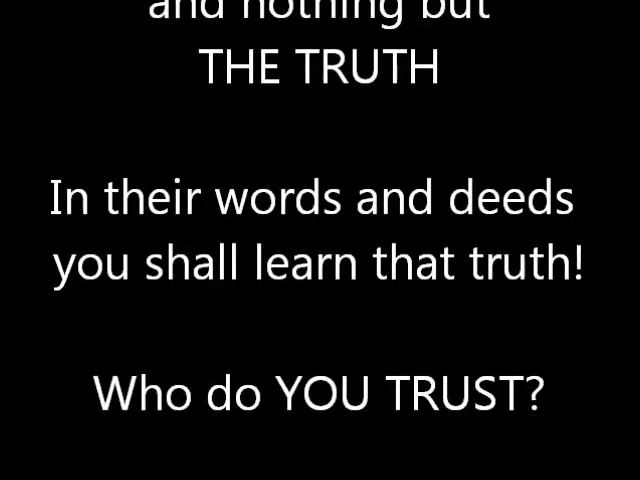 and nothing but
THE TRUTH
In their words and deeds
you shall learn that truth!
Who do YOU TRUST?